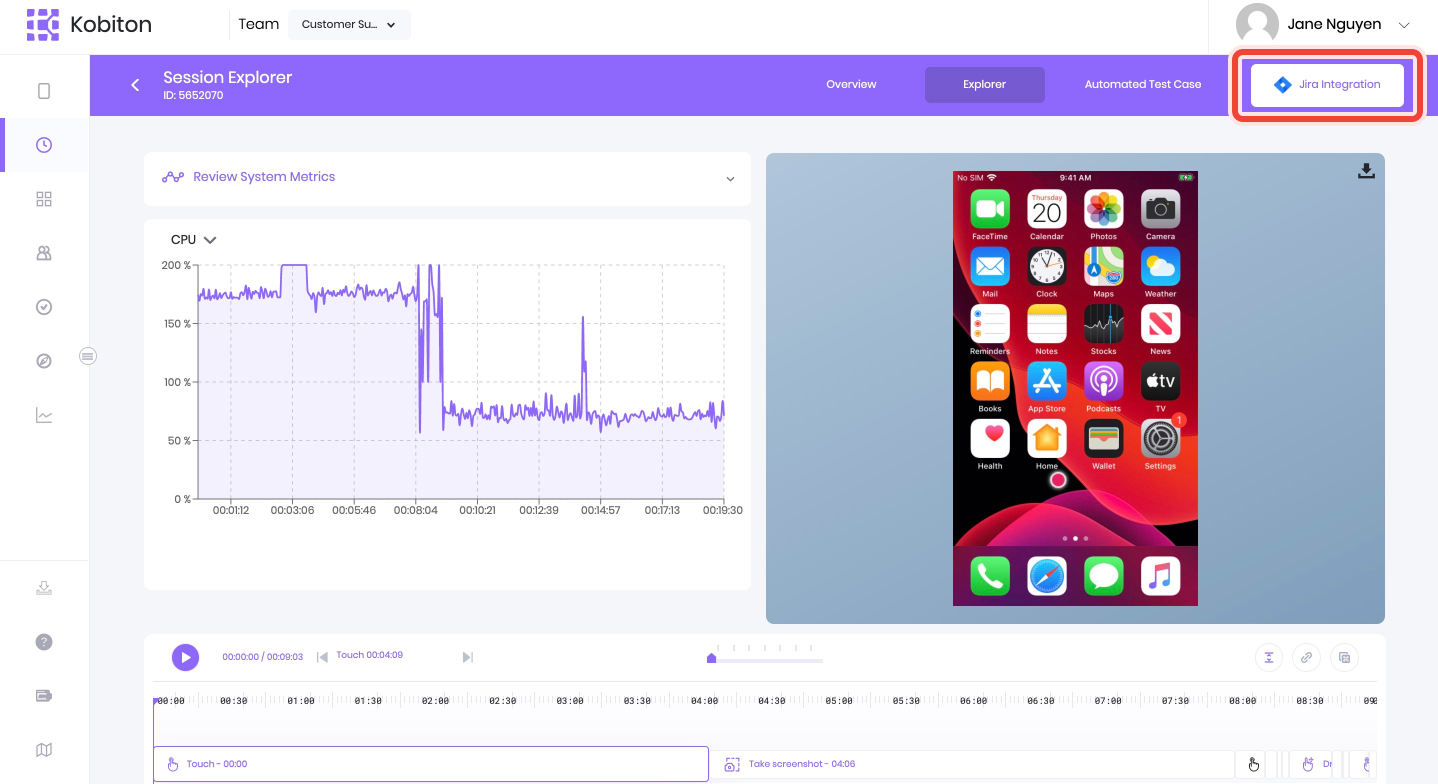 Kobiton
Team
Customer Su...
Jane Nguyen
Session Explorer
ID: 5652070
Overview
Explorer
Automated Test Case
Jira Integration
Review System Metrics
CPU
200 %
150 %
100 %
50 %
0 %
00:01:12 00:03:06 00:05:46 00:08:04 00:10:21 00:12:39 00:14:57 00:17:13 00:19:30
No SIM 9:41 AM
Thursday
20
FaceTime Calendar Photos Camera
280
Mail Clock Maps Weather
Reminders Notes Stocks News
tv
Books App Store Podcasts TV
1
Health Home Wallet Settings
00:00:00 / 00:09:03
Touch 00:04:09
00:00 00:30 01:00 01:30 02:00 02:30 03:00 03:30 04:00 04:30 05:00 05:30 06:00 06:30 07:00 07:30 08:00 08:30
Touch - 00:00
Take screenshot - 04:06
Dr